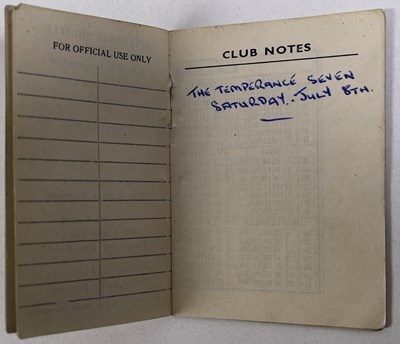 FOR OFFICIAL USE ONLY
CLUB NOTES
THE TEMPERANCE SEVEN
SATURDAY. JULY 8TH.